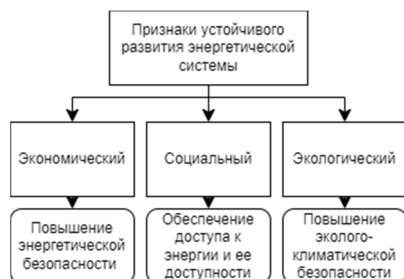 Признаки устойчивого
развития энергетической
системы
Экономический
Социальный
Экологический
Повышение
энергетической
безопасности
Обеспечение
доступа к
энергии и ее
доступности
Повышение
эколого-
климатической
безопасности